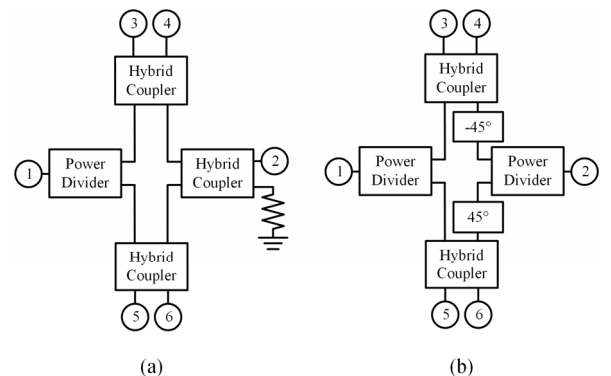 3 4
Hybrid
Coupler
1
Power
Divider
Hybrid
Coupler
2
Hybrid
Coupler
5 6
(a)
3 4
Hybrid
Coupler
-45°
1
Power
Divider
Power
Divider
2
45°
Hybrid
Coupler
5 6
(b)